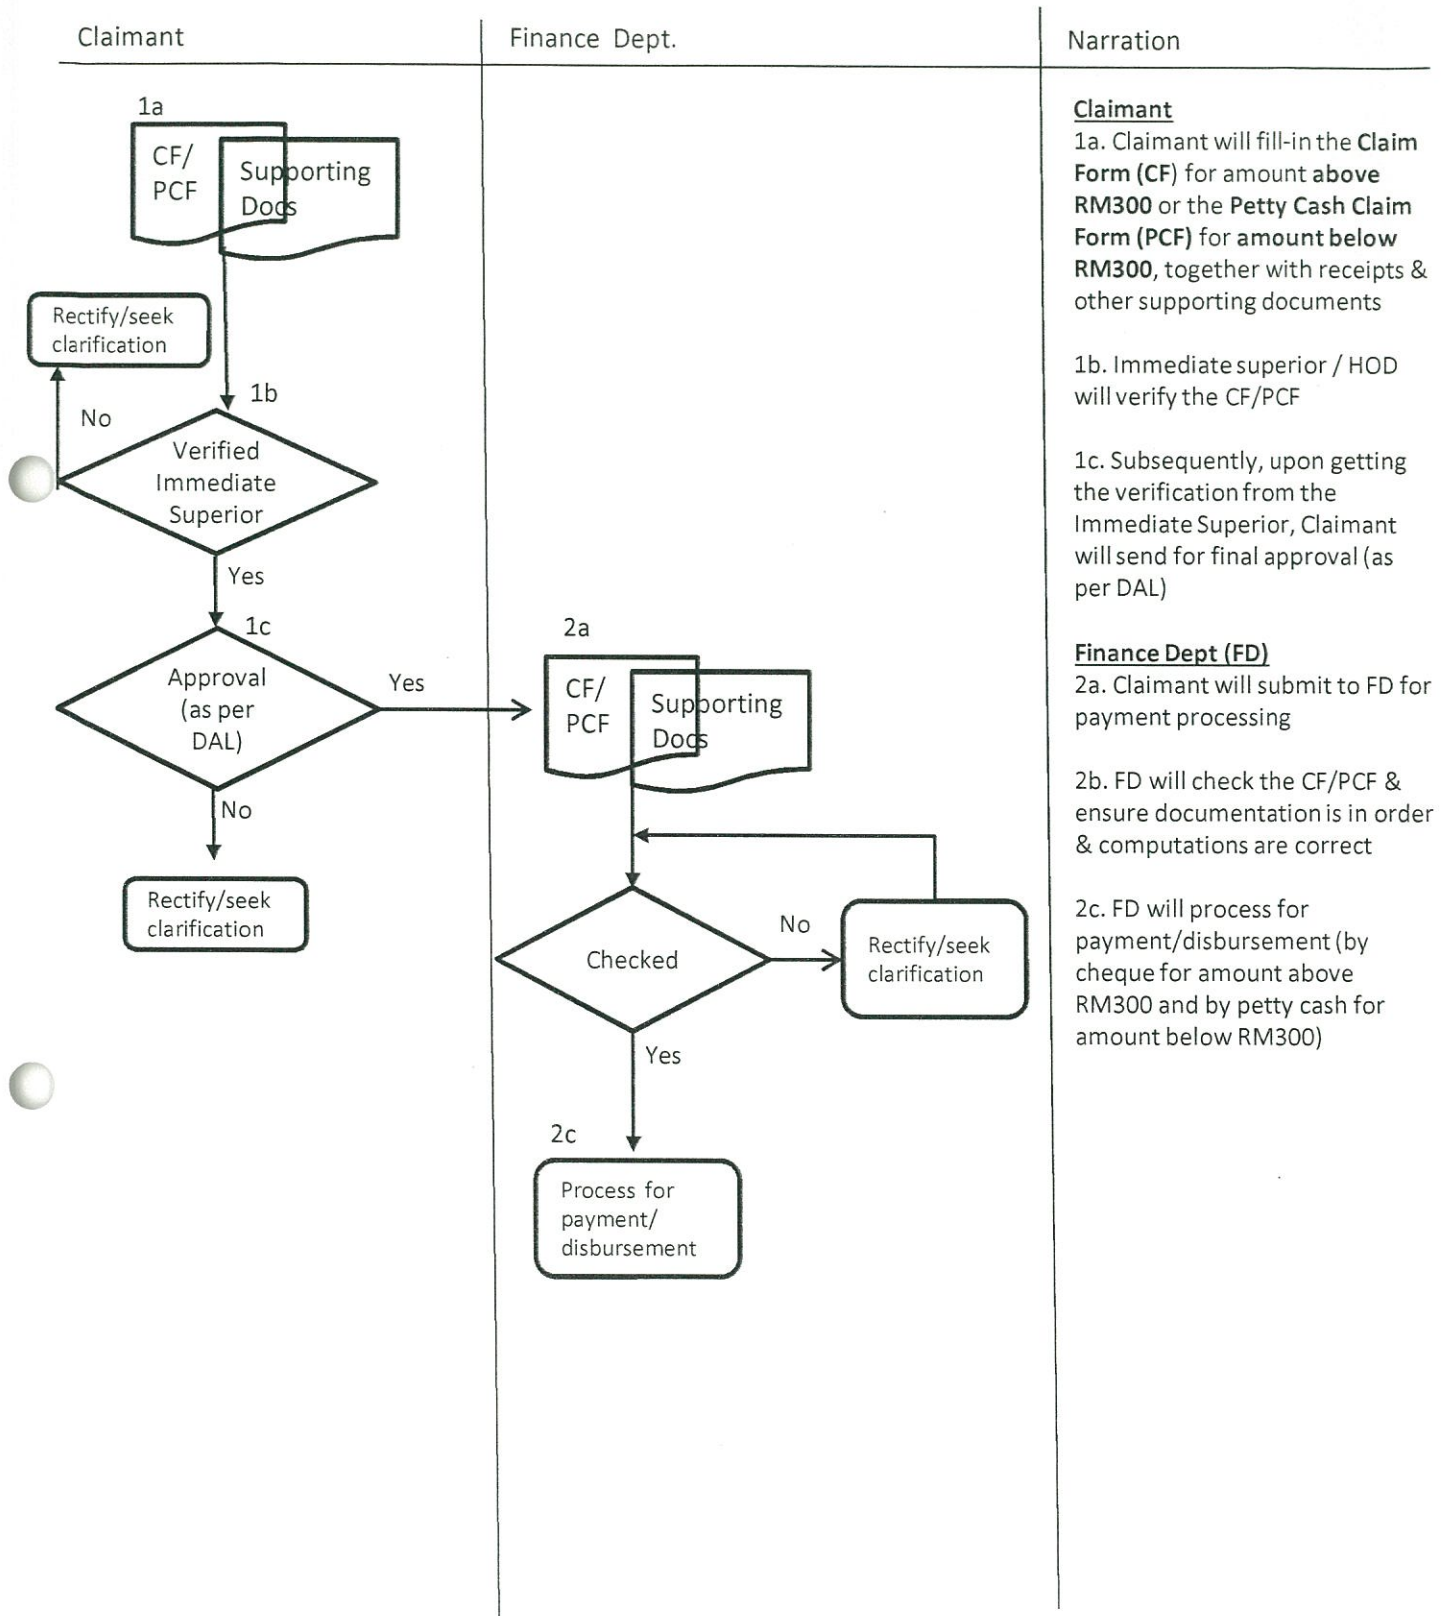 Claimant
Finance Dept.
Narration
1a
CF/
PCF
Supporting
Docs
Rectify/seek
clarification
No
1b
Verified
Immediate
Superior
Yes
1c
Approval
(as per
DAL)
Yes
No
Rectify/seek
clarification
2a
CF/
PCF
Supporting
Docs
Checked
No
Rectify/seek
clarification
Yes
2c
Process for
payment/
disbursement
Claimant
1a. Claimant will fill-in the Claim
Form (CF) for amount above
RM300 or the Petty Cash Claim
Form (PCF) for amount below
RM300, together with receipts &
other supporting documents
1b. Immediate superior / HOD
will verify the CF/PCF
1c. Subsequently, upon getting
the verification from the
Immediate Superior, Claimant
will send for final approval (as
per DAL)
Finance Dept (FD)
2a. Claimant will submit to FD for
payment processing
2b. FD will check the CF/PCF &
ensure documentation is in order
& computations are correct
2c. FD will process for
payment/disbursement (by
cheque for amount above
RM300 and by petty cash for
amount below RM300)